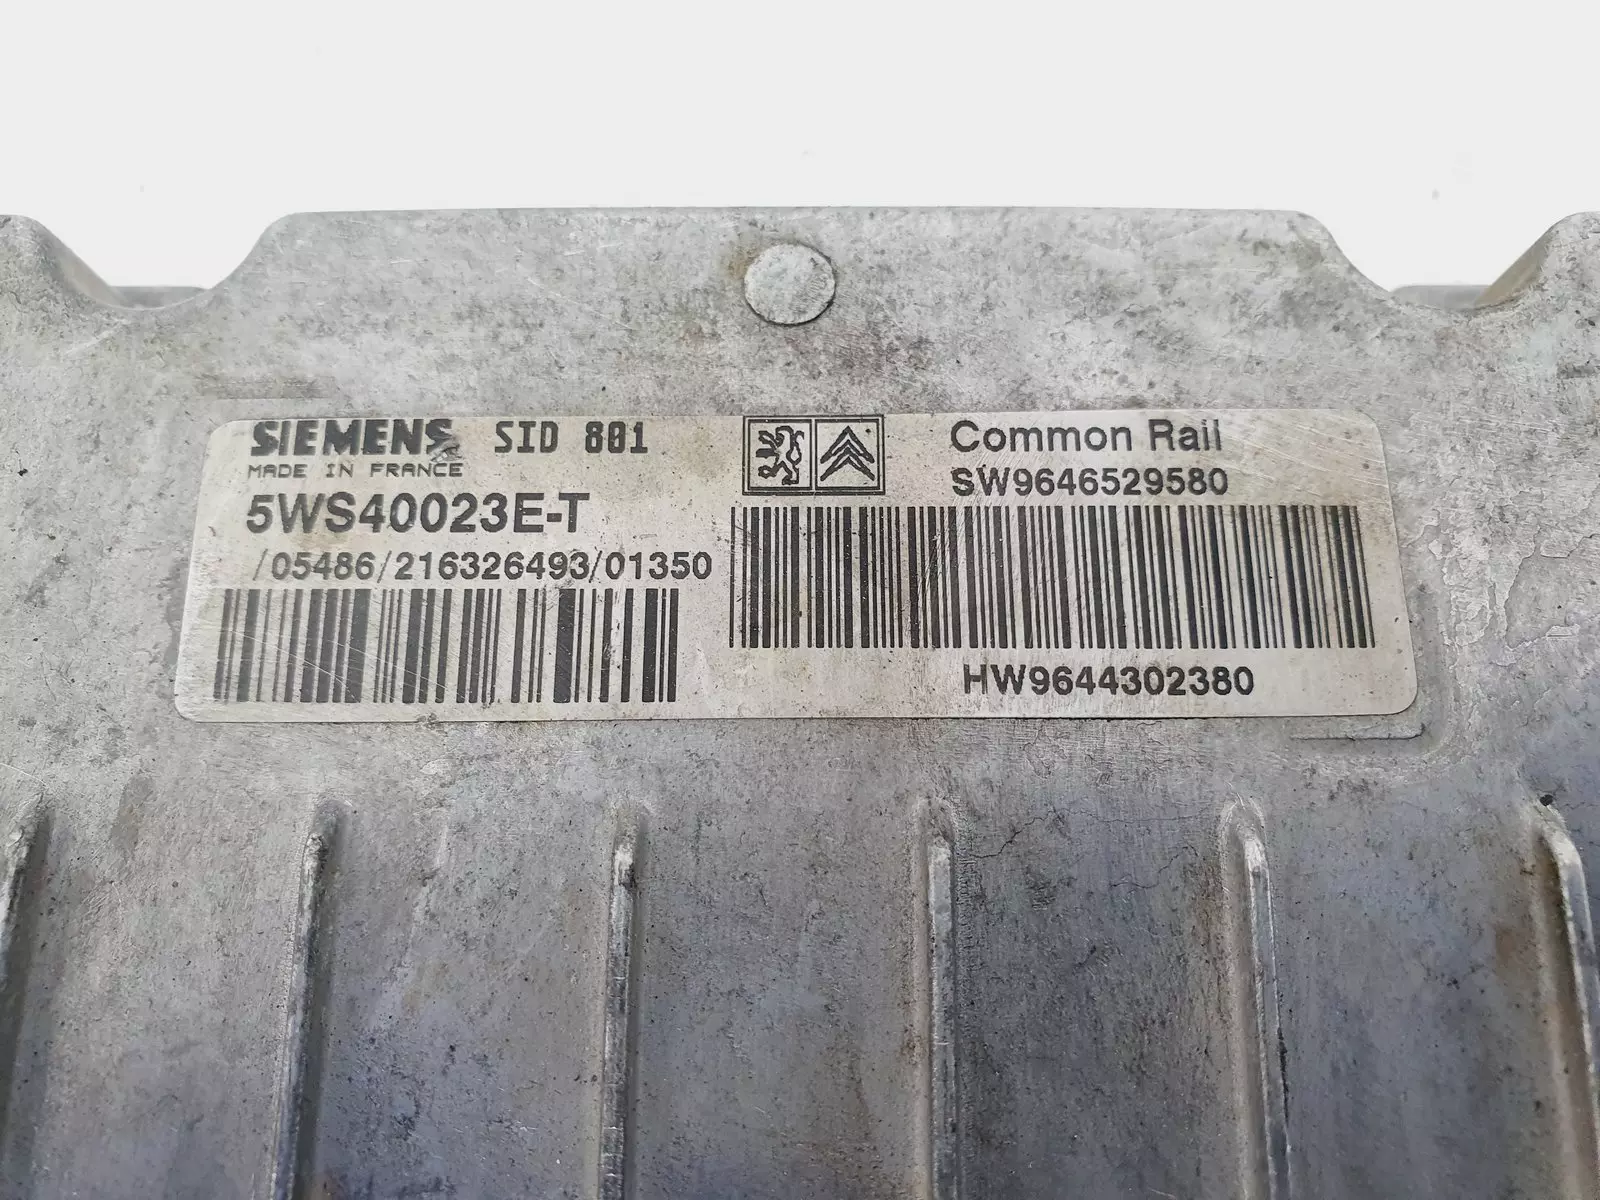 SIEMENS SID 801
MADE IN FRANCE
5WS40023E-T
/05486/216326493/01350
Common Rail
SW9646529580
HW9644302380